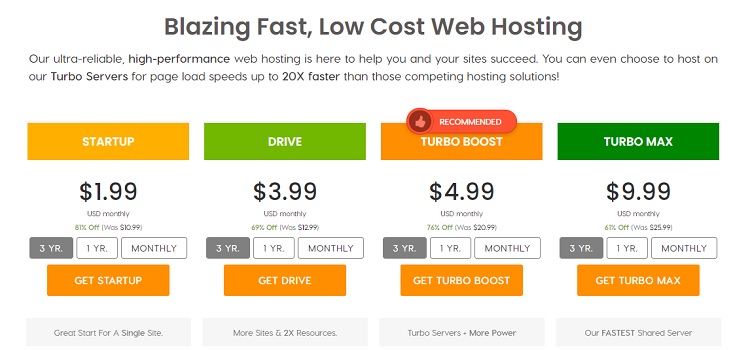 Blazing Fast, Low Cost Web Hosting
Our ultra-reliable, high-performance web hosting is here to help you and your sites succeed. You can even choose to host on
our Turbo Servers for page load speeds up to 20X faster than those competing hosting solutions!
RECOMMENDED
STARTUP DRIVE TURBO BOOST TURBO MAX
$1.99 $3.99 $4.99 $9.99
USD monthly USD monthly USD monthly USD monthly
81% Off (Was $10.99) 69% Off (Was $12.99) 76% Off (Was $20.99) 61% Off (Was $25.99)
3 YR. 1 YR. MONTHLY 3 YR. 1 YR. MONTHLY 3 YR. 1 YR. MONTHLY 3 YR. 1 YR. MONTHLY
GET STARTUP GET DRIVE GET TURBO BOOST GET TURBO MAX
Great Start For A Single Site. More Sites & 2X Resources. Turbo Servers + More Power Our FASTEST Shared Server